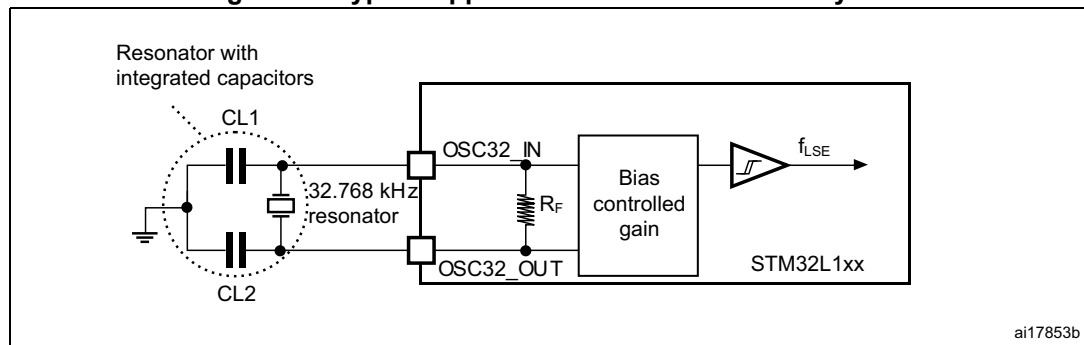 Resonator with
integrated capacitors
CL1
OSC32_IN
fLSE
32.768 kHz
resonator
RF
Bias
controlled
gain
OSC32_OUT
STM32L1xx
CL2
ai17853b